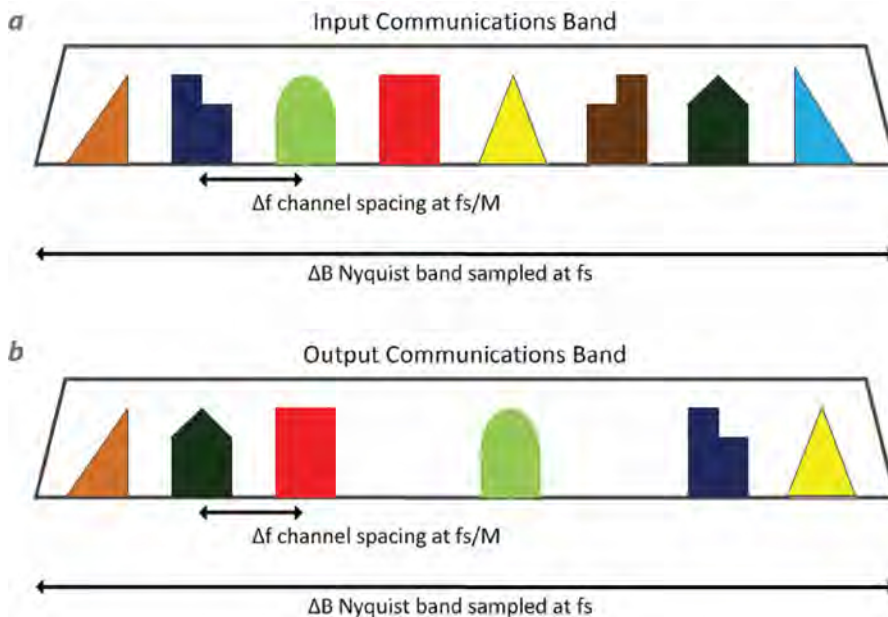 a
Input Communications Band
Δf channel spacing at fs/M
ΔB Nyquist band sampled at fs
b
Output Communications Band
Δf channel spacing at fs/M
ΔB Nyquist band sampled at fs